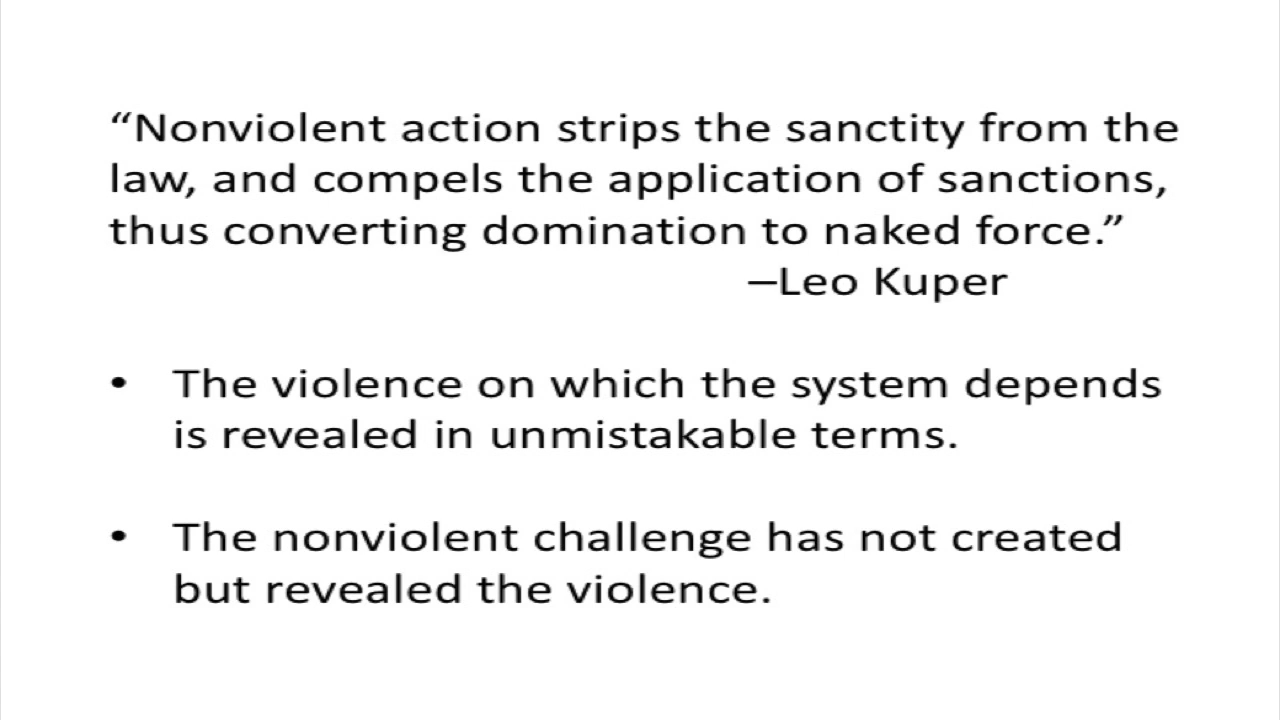 “Nonviolent action strips the sanctity from the
law, and compels the application of sanctions,
thus converting domination to naked force.”
–Leo Kuper
• The violence on which the system depends
is revealed in unmistakable terms.
• The nonviolent challenge has not created
but revealed the violence.